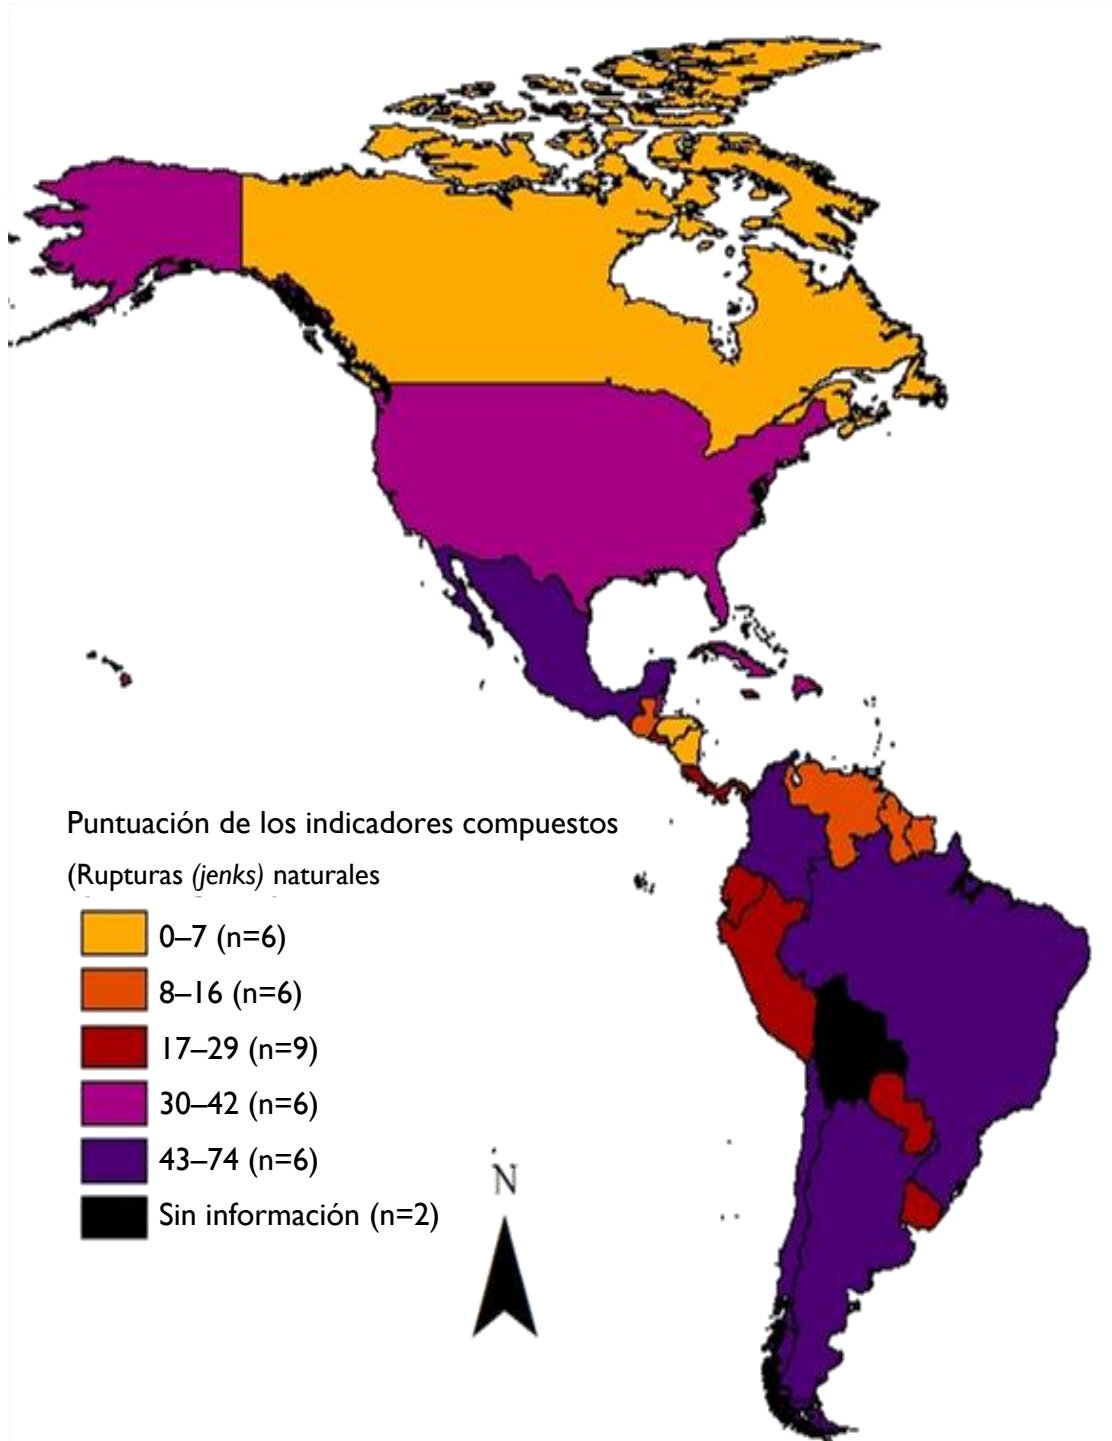 Puntuación de los indicadores compuestos
(Rupturas (jenks) naturales
0–7 (n=6)
8–16 (n=6)
17–29 (n=9)
30–42 (n=6)
43–74 (n=6)
Sin información (n=2)
N